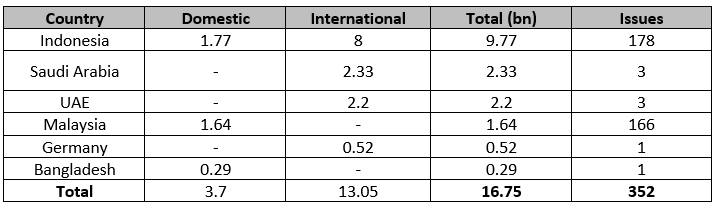 Country Domestic International Total (bn) Issues
Indonesia 1.77 8 9.77 178
Saudi Arabia - 2.33 2.33 3
UAE - 2.2 2.2 3
Malaysia 1.64 - 1.64 166
Germany - 0.52 0.52 1
Bangladesh 0.29 - 0.29 1
Total 3.7 13.05 16.75 352